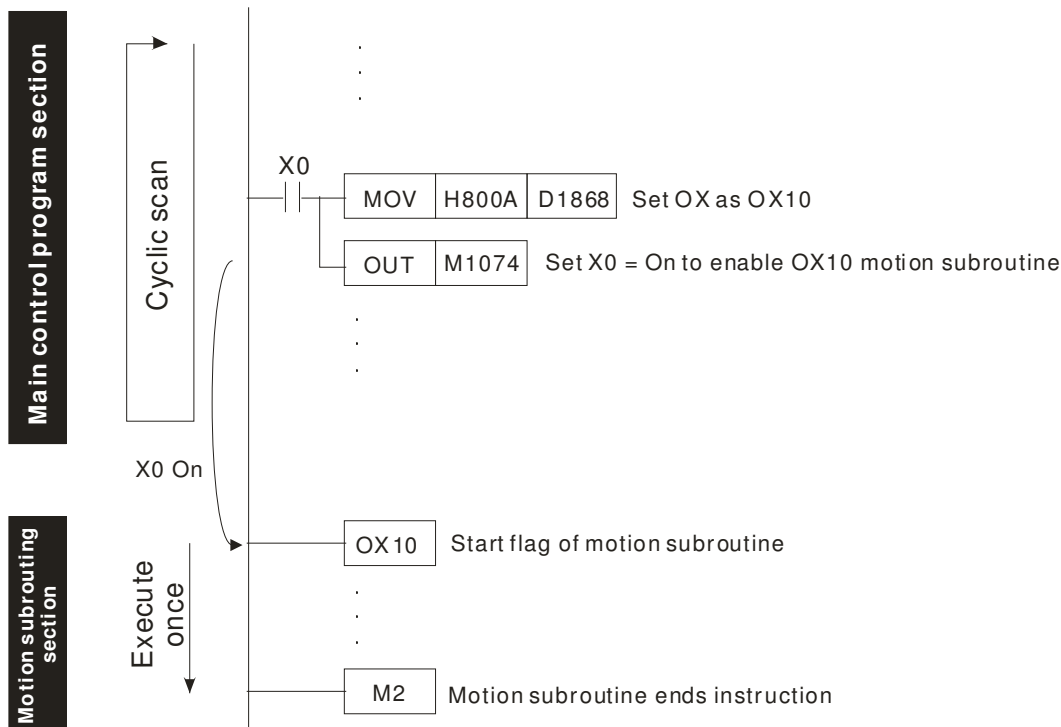 Main control program section
Cyclic scan
X0
MOV H800A D1868 Set OX as OX10
OUT M1074 Set X0 = On to enable OX10 motion subroutine
X0 On
Motion subrouting
section
Execute
once
OX10 Start flag of motion subroutine
M2 Motion subroutine ends instruction